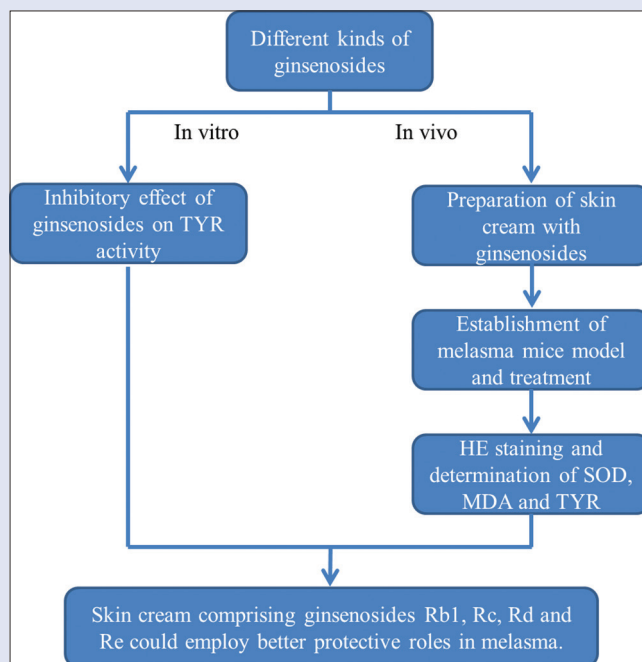 Different kinds of
ginsenosides
In vitro
In vivo
Inhibitory effect of
ginsenosides on TYR
activity
Preparation of skin
cream with
ginsenosides
Establishment of
melasma mice model
and treatment
HE staining and
determination of SOD,
MDA and TYR
Skin cream comprising ginsenosides Rb1, Rc, Rd and
Re could employ better protective roles in melasma.